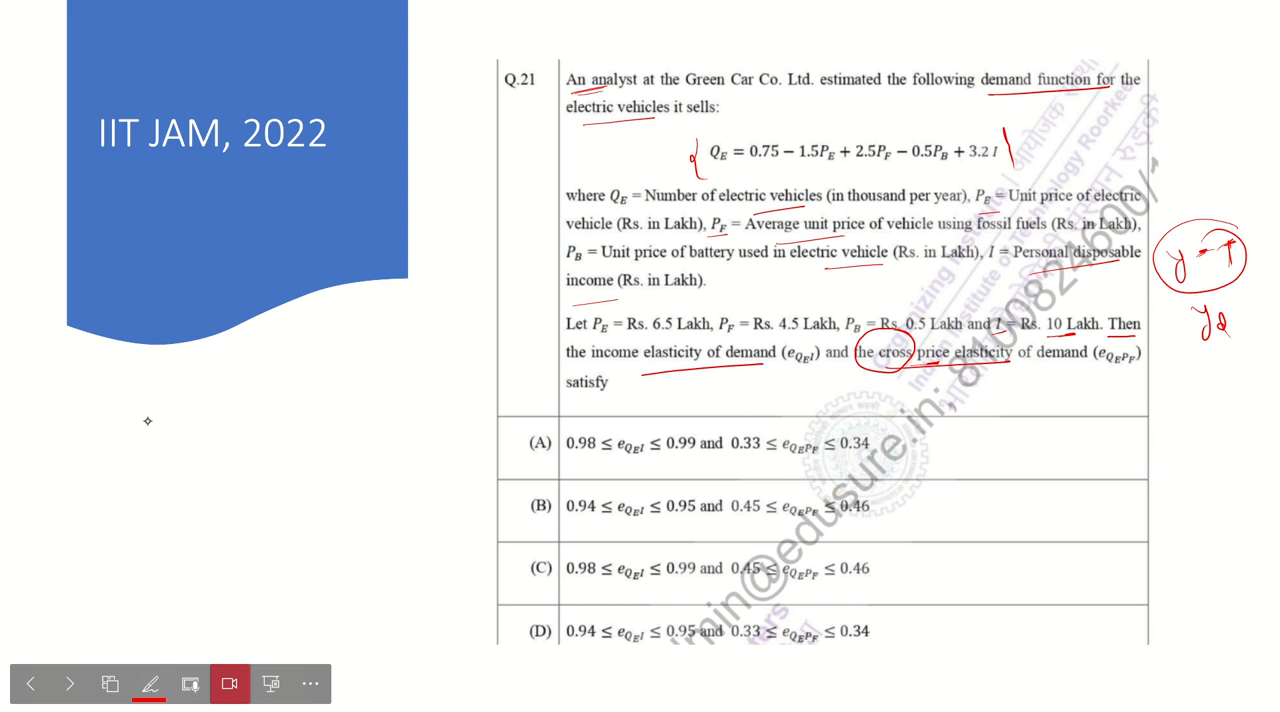 IIT JAM, 2022
Q.21
An analyst at the Green Car Co. Ltd. estimated the following demand function for the
electric vehicles it sells:
Q_E = 0.75 − 1.5P_E + 2.5P_F − 0.5P_B + 3.2 I
where Q_E = Number of electric vehicles (in thousand per year), P_E = Unit price of electric
vehicle (Rs. in Lakh), P_F = Average unit price of vehicle using fossil fuels (Rs. in Lakh),
P_B = Unit price of battery used in electric vehicle (Rs. in Lakh), I = Personal disposable
income (Rs. in Lakh).
Let P_E = Rs. 6.5 Lakh, P_F = Rs. 4.5 Lakh, P_B = Rs. 0.5 Lakh and I = Rs. 10 Lakh. Then
the income elasticity of demand (e_{Q_E I}) and the cross price elasticity of demand (e_{Q_E P_F})
satisfy
(A) 0.98 ≤ e_{Q_E I} ≤ 0.99 and 0.33 ≤ e_{Q_E P_F} ≤ 0.34
(B) 0.94 ≤ e_{Q_E I} ≤ 0.95 and 0.45 ≤ e_{Q_E P_F} ≤ 0.46
(C) 0.98 ≤ e_{Q_E I} ≤ 0.99 and 0.45 ≤ e_{Q_E P_F} ≤ 0.46
(D) 0.94 ≤ e_{Q_E I} ≤ 0.95 and 0.33 ≤ e_{Q_E P_F} ≤ 0.34
y - T
y_d